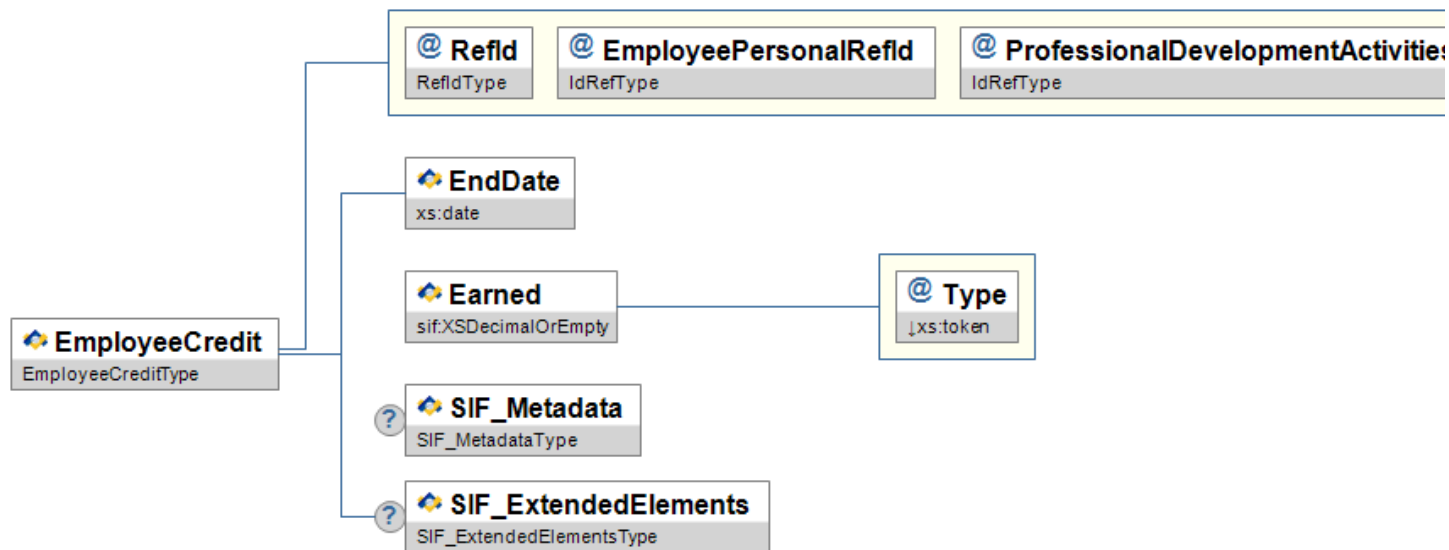 @ RefId
RefIdType
@ EmployeePersonalRefId
IdRefType
@ ProfessionalDevelopmentActivities
IdRefType
EndDate
xs:date
Earned
sif:XSDecimalOrEmpty
@ Type
↓xs:token
EmployeeCredit
EmployeeCreditType
? SIF_Metadata
SIF_MetadataType
? SIF_ExtendedElements
SIF_ExtendedElementsType